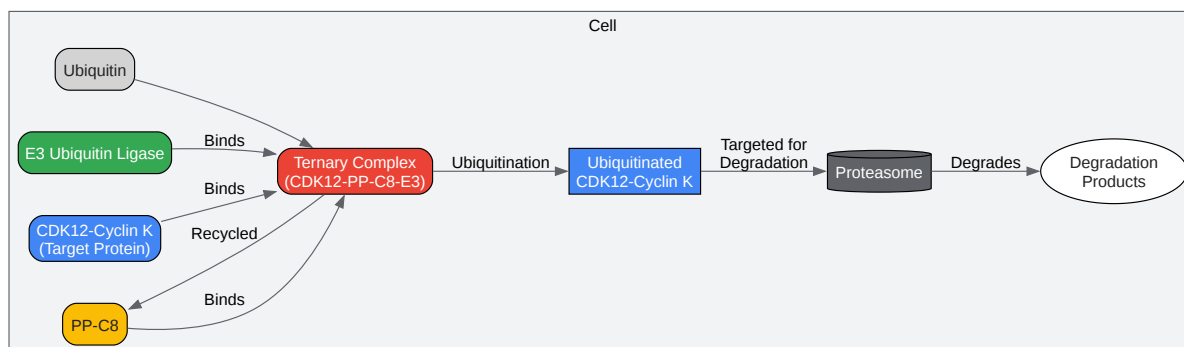 Cell
Ubiquitin
E3 Ubiquitin Ligase
Binds
CDK12-Cyclin K
(Target Protein)
Binds
PP-C8
Recycled
Binds
Ternary Complex
(CDK12-PP-C8-E3)
Ubiquitination
Ubiquitinated
CDK12-Cyclin K
Targeted for
Degradation
Proteasome
Degrades
Degradation
Products